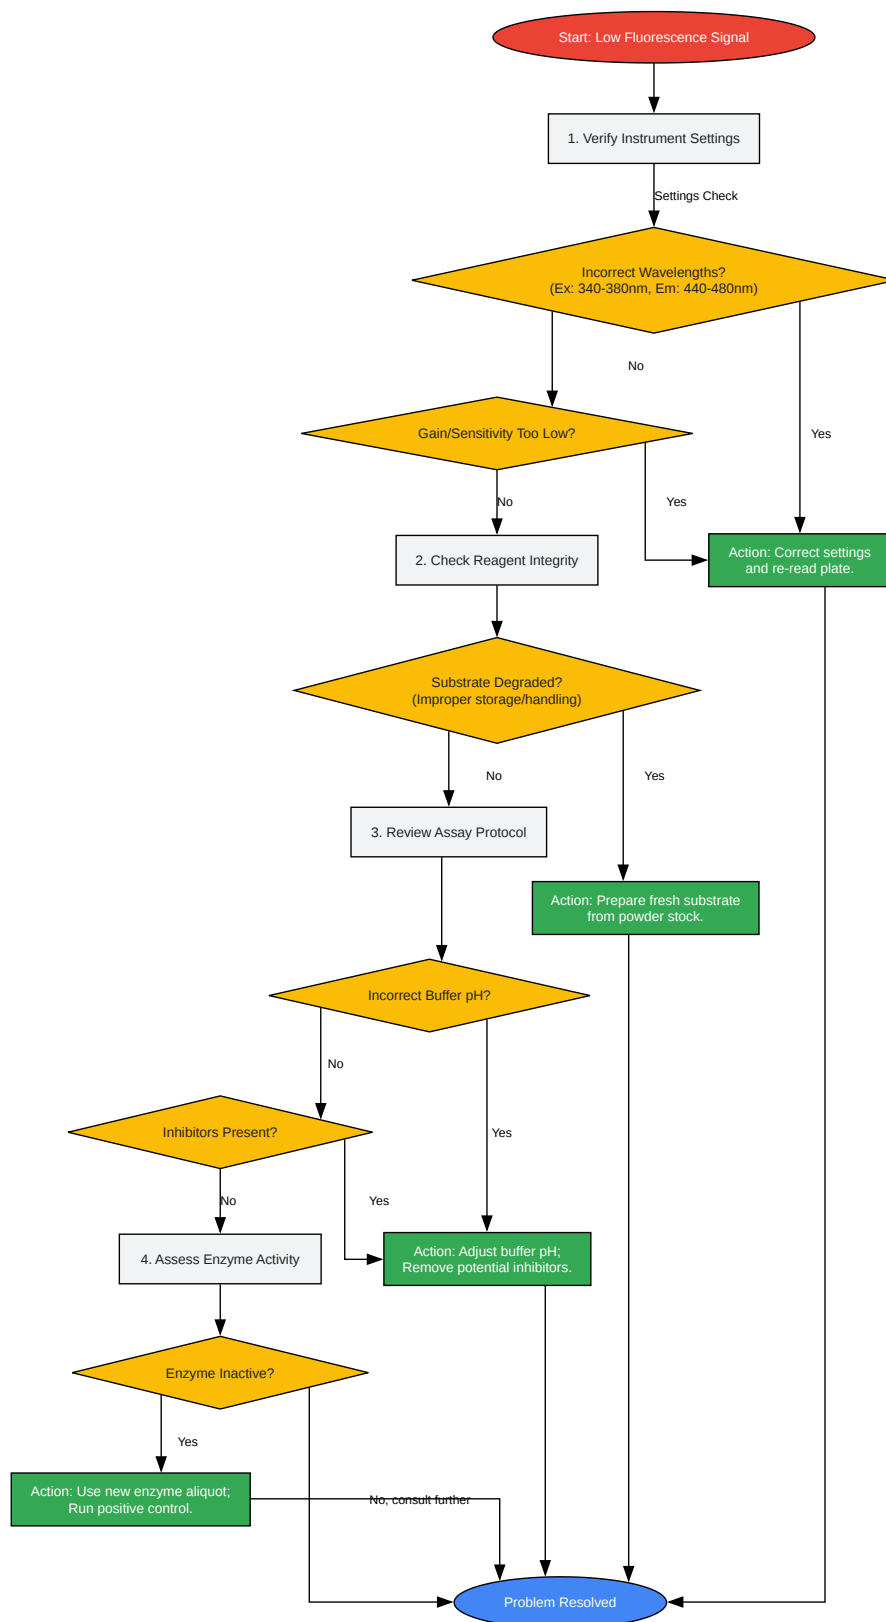 Start: Low Fluorescence Signal
1. Verify Instrument Settings
Settings Check
Incorrect Wavelengths?
(Ex: 340-380nm, Em: 440-480nm)
No
Yes
Gain/Sensitivity Too Low?
No
Yes
Action: Correct settings
and re-read plate.
2. Check Reagent Integrity
Substrate Degraded?
(Improper storage/handling)
No
Yes
3. Review Assay Protocol
Action: Prepare fresh substrate
from powder stock.
Incorrect Buffer pH?
No
Yes
Inhibitors Present?
No
Yes
Action: Adjust buffer pH;
Remove potential inhibitors.
4. Assess Enzyme Activity
Enzyme Inactive?
Yes
Action: Use new enzyme aliquot;
Run positive control.
No, consult further
Problem Resolved